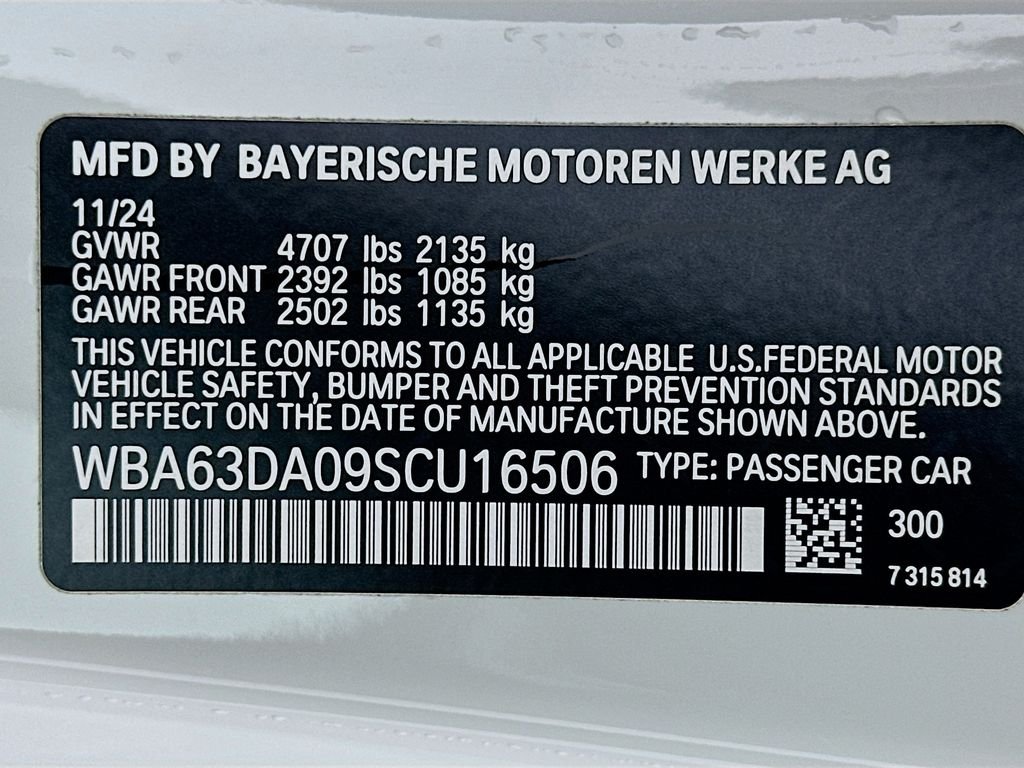 MFD BY BAYERISCHE MOTOREN WERKE AG
11/24
GVWR 4707 lbs 2135 kg
GAWR FRONT 2392 lbs 1085 kg
GAWR REAR 2502 lbs 1135 kg
THIS VEHICLE CONFORMS TO ALL APPLICABLE U.S.FEDERAL MOTOR
VEHICLE SAFETY, BUMPER AND THEFT PREVENTION STANDARDS
IN EFFECT ON THE DATE OF MANUFACTURE SHOWN ABOVE.
WBA63DA09SCU16506 TYPE: PASSENGER CAR
300
7 315 814